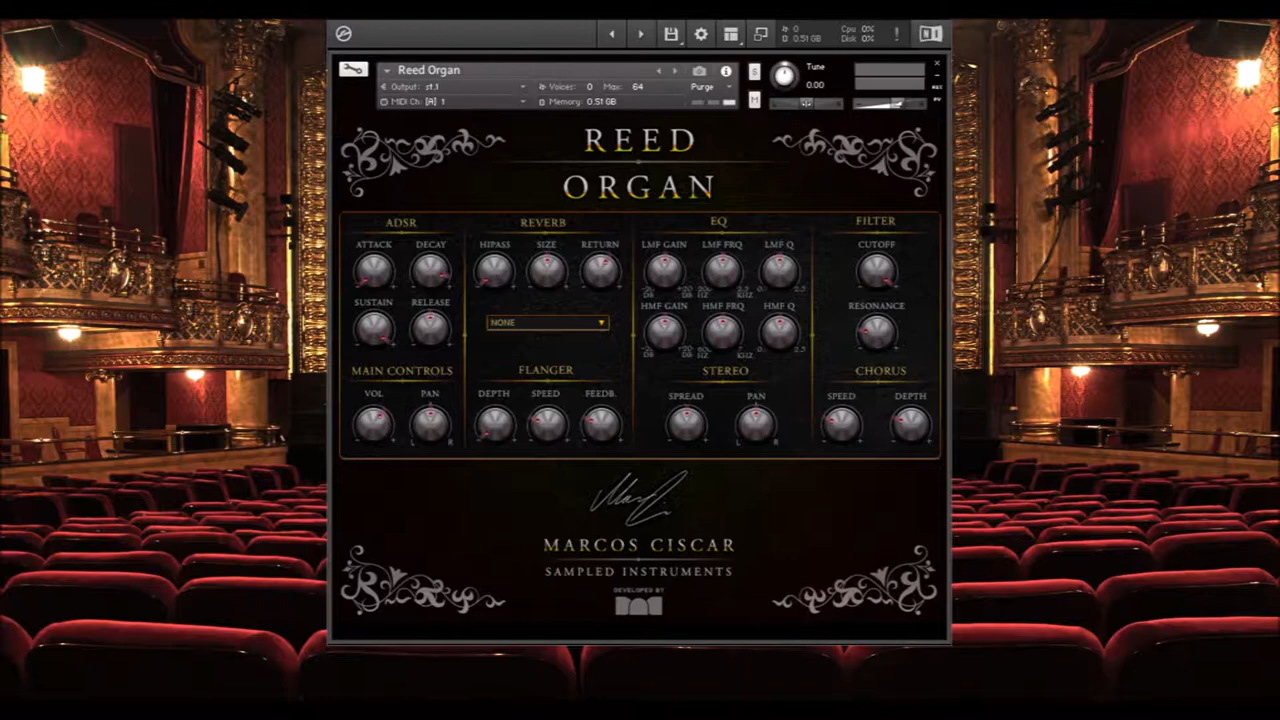 0 Cpu 0%
0.51 GB Disk 0% ! NI
Reed Organ i S Tune
Output: st.1 Voices: 0 Max: 64 Purge 0.00
MIDI Ch: [A] 1 Memory: 0.51 GB M L R
REED
ORGAN
ADSR REVERB EQ FILTER
ATTACK DECAY HIPASS SIZE RETURN LMF GAIN LMF FRQ LMF Q CUTOFF
SUSTAIN RELEASE HMF GAIN HMF FRQ HMF Q RESONANCE
NONE
MAIN CONTROLS FLANGER STEREO CHORUS
VOL PAN DEPTH SPEED FEEDB. SPREAD PAN SPEED DEPTH
L R L R
MARCOS CISCAR
SAMPLED INSTRUMENTS
DEVELOPED BY